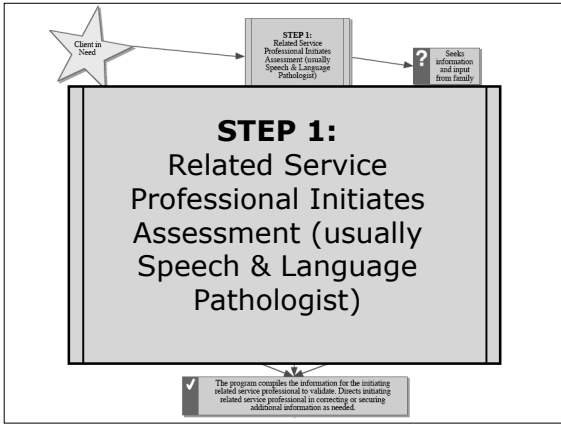 Client in
Need
STEP 1:
Related Service
Professional Initiates
Assessment (usually
Speech & Language
Pathologist)
?
Seeks
information
and input
from family
STEP 1:
Related Service
Professional Initiates
Assessment (usually
Speech & Language
Pathologist)
The program compiles the information for the initiating
related service professional to validate. Directs initiating
related service professional in correcting or securing
additional information as needed.